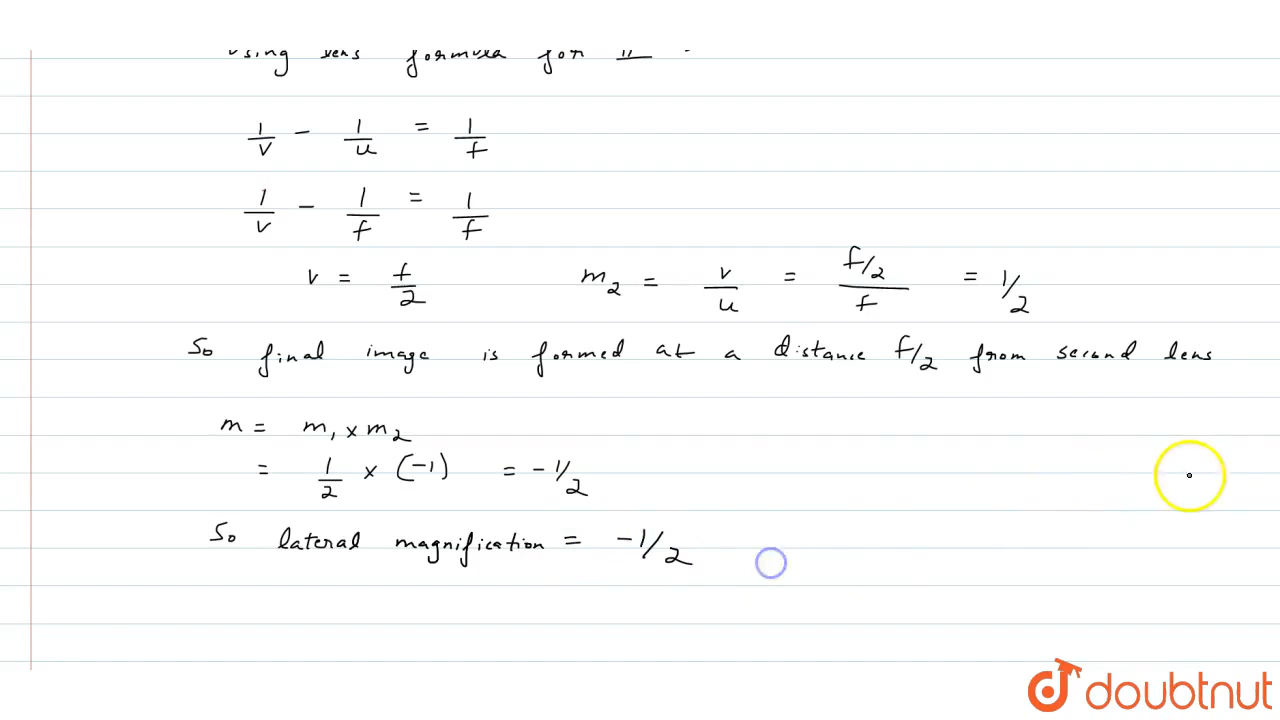 using lens formula for II
1/v - 1/u = 1/f
1/v - 1/f = 1/f
v = f/2 m₂ = v/u = (f/2)/f = 1/2
So final image is formed at a distance f/2 from second lens
m = m₁ × m₂
= 1/2 × (-1) = -1/2
So lateral magnification = -1/2
doubtnut